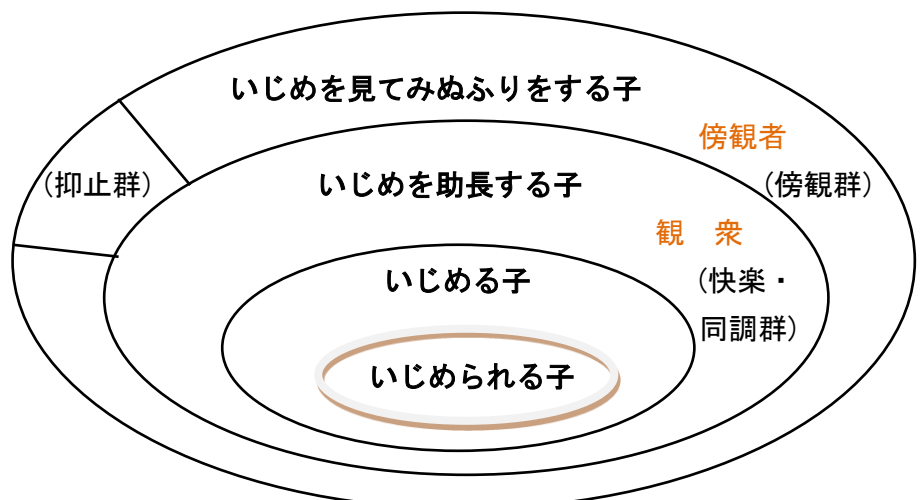 いじめを見てみぬふりをする子
傍観者
(抑止群)
いじめを助長する子
(傍観群)
観　衆
いじめる子
(快楽・
同調群)
いじめられる子